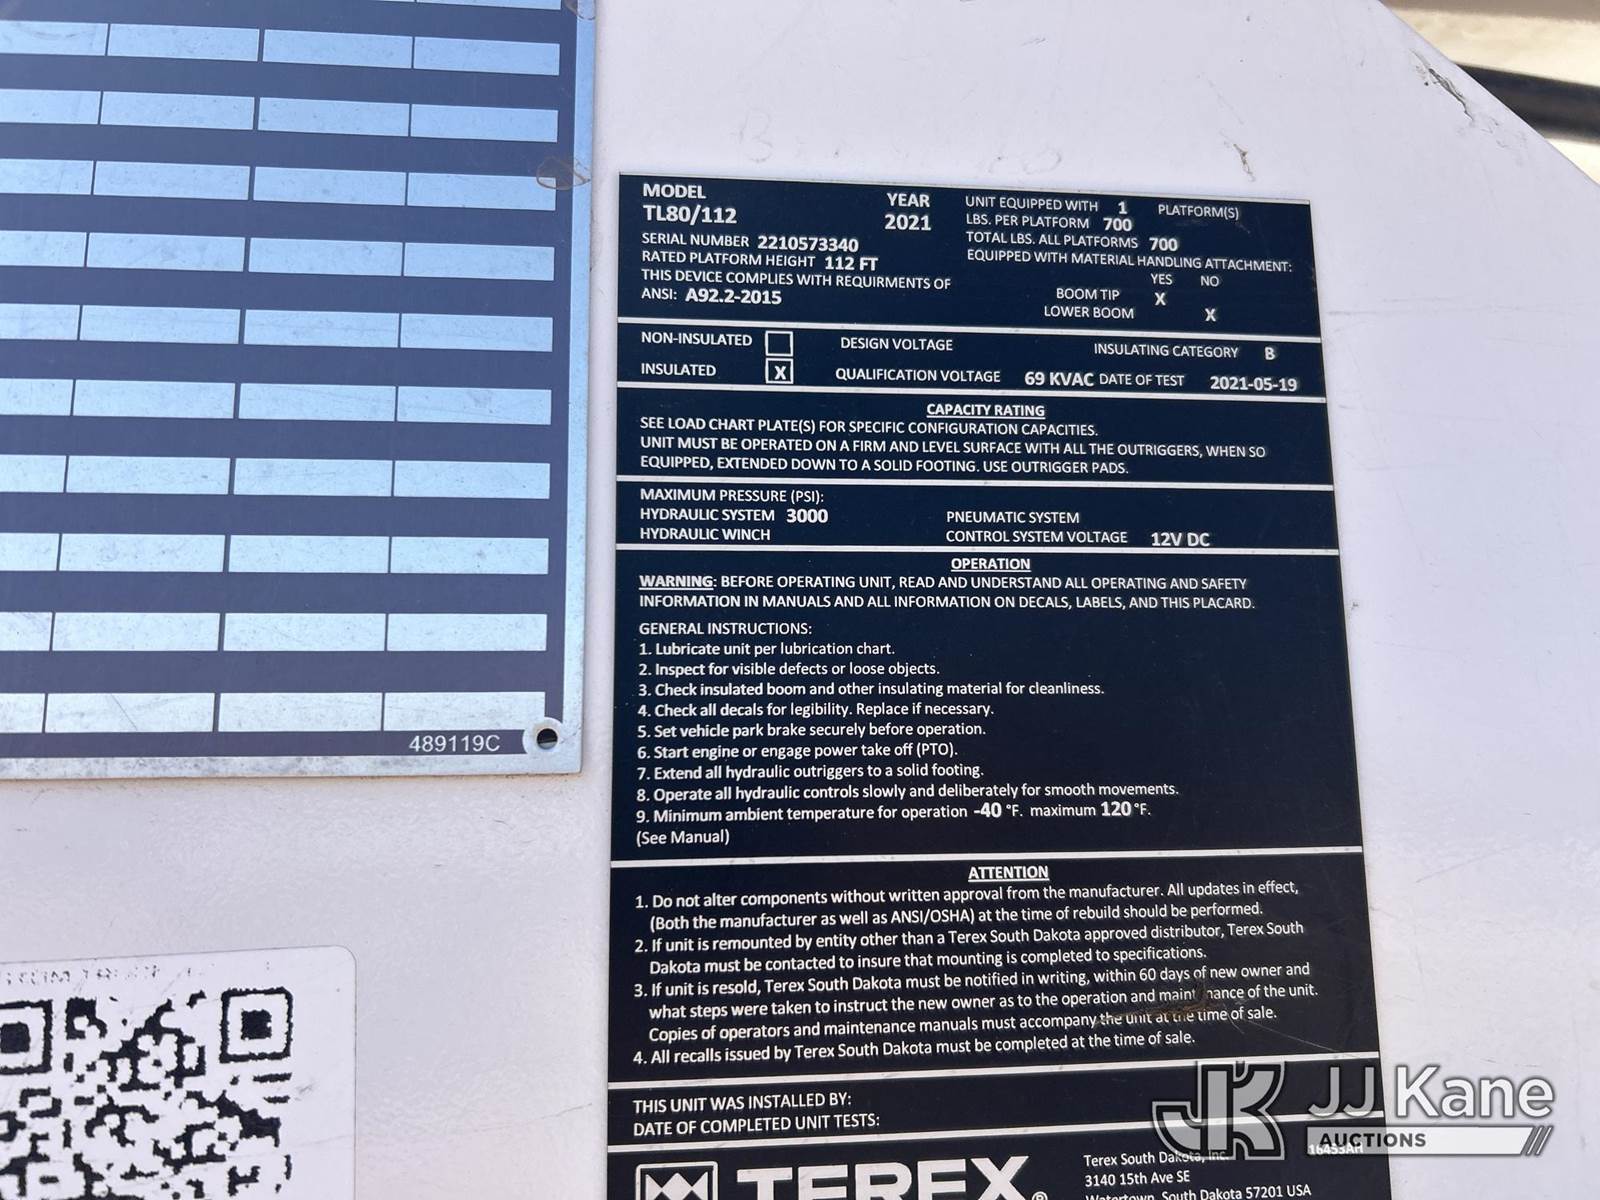 MODEL
TL80/112
YEAR
2021
SERIAL NUMBER 2210573340
RATED PLATFORM HEIGHT 112 FT
THIS DEVICE COMPLIES WITH REQUIRMENTS OF
ANSI: A92.2-2015
UNIT EQUIPPED WITH 1 PLATFORM(S)
LBS. PER PLATFORM 700
TOTAL LBS. ALL PLATFORMS 700
EQUIPPED WITH MATERIAL HANDLING ATTACHMENT:
YES NO
BOOM TIP X
LOWER BOOM X
NON-INSULATED
INSULATED X
DESIGN VOLTAGE
INSULATING CATEGORY B
QUALIFICATION VOLTAGE 69 KVAC DATE OF TEST 2021-05-19
CAPACITY RATING
SEE LOAD CHART PLATE(S) FOR SPECIFIC CONFIGURATION CAPACITIES.
UNIT MUST BE OPERATED ON A FIRM AND LEVEL SURFACE WITH ALL THE OUTRIGGERS, WHEN SO
EQUIPPED, EXTENDED DOWN TO A SOLID FOOTING. USE OUTRIGGER PADS.
MAXIMUM PRESSURE (PSI):
HYDRAULIC SYSTEM 3000
HYDRAULIC WINCH
PNEUMATIC SYSTEM
CONTROL SYSTEM VOLTAGE 12V DC
OPERATION
WARNING: BEFORE OPERATING UNIT, READ AND UNDERSTAND ALL OPERATING AND SAFETY
INFORMATION IN MANUALS AND ALL INFORMATION ON DECALS, LABELS, AND THIS PLACARD.
GENERAL INSTRUCTIONS:
1. Lubricate unit per lubrication chart.
2. Inspect for visible defects or loose objects.
3. Check insulated boom and other insulating material for cleanliness.
4. Check all decals for legibility. Replace if necessary.
5. Set vehicle park brake securely before operation.
6. Start engine or engage power take off (PTO).
7. Extend all hydraulic outriggers to a solid footing.
8. Operate all hydraulic controls slowly and deliberately for smooth movements.
9. Minimum ambient temperature for operation -40 °F. maximum 120 °F.
(See Manual)
ATTENTION
1. Do not alter components without written approval from the manufacturer. All updates in effect,
(Both the manufacturer as well as ANSI/OSHA) at the time of rebuild should be performed.
2. If unit is remounted by entity other than a Terex South Dakota approved distributor, Terex South
Dakota must be contacted to insure that mounting is completed to specifications.
3. If unit is resold, Terex South Dakota must be notified in writing, within 60 days of new owner and
what steps were taken to instruct the new owner as to the operation and maintenance of the unit.
Copies of operators and maintenance manuals must accompany the unit at the time of sale.
4. All recalls issued by Terex South Dakota must be completed at the time of sale.
THIS UNIT WAS INSTALLED BY:
DATE OF COMPLETED UNIT TESTS:
TEREX®
Terex South Dakota, Inc.
3140 15th Ave SE
Watertown, South Dakota 57201 USA
16453AH
489119C
JJ Kane
AUCTIONS